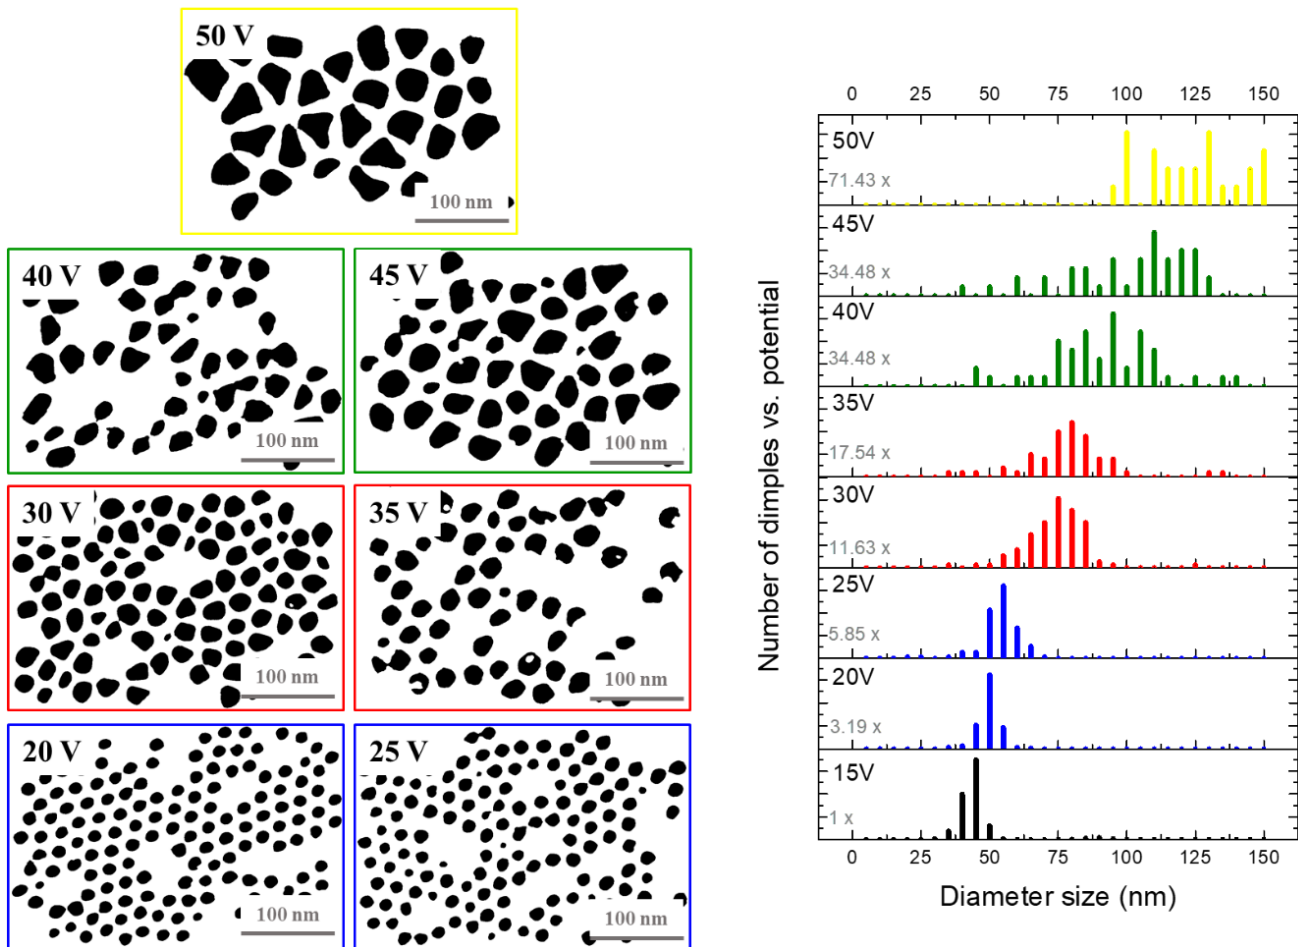 50 V
100 nm
40 V
100 nm
45 V
100 nm
30 V
100 nm
35 V
100 nm
20 V
100 nm
25 V
100 nm
0 25 50 75 100 125 150
50V
71.43 x
45V
34.48 x
40V
34.48 x
35V
17.54 x
30V
11.63 x
25V
5.85 x
20V
3.19 x
15V
1 x
0 25 50 75 100 125 150
Number of dimples vs. potential
Diameter size (nm)